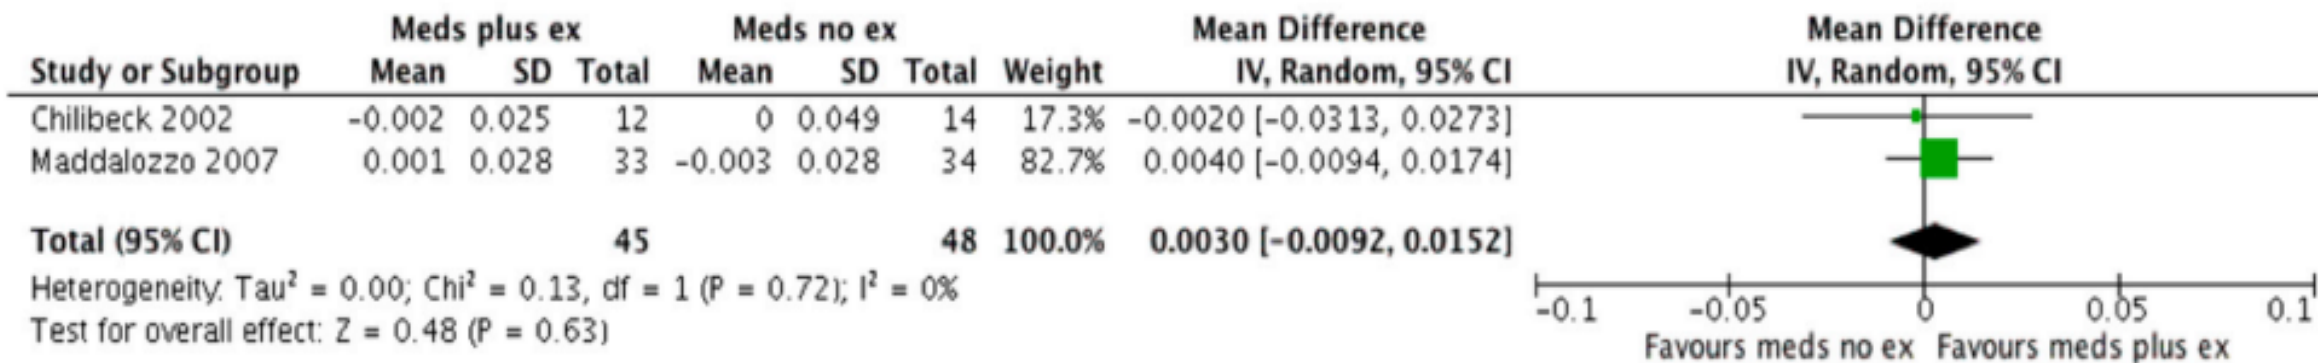 Meds plus ex Meds no ex Mean Difference Mean Difference
Study or Subgroup Mean SD Total Mean SD Total Weight IV, Random, 95% CI IV, Random, 95% CI
Chilibeck 2002 −0.002 0.025 12 0 0.049 14 17.3% −0.0020 [−0.0313, 0.0273]
Maddalozzo 2007 0.001 0.028 33 −0.003 0.028 34 82.7% 0.0040 [−0.0094, 0.0174]
Total (95% CI) 45 48 100.0% 0.0030 [−0.0092, 0.0152]
Heterogeneity: Tau² = 0.00; Chi² = 0.13, df = 1 (P = 0.72); I² = 0%
Test for overall effect: Z = 0.48 (P = 0.63)
−0.1 −0.05 0 0.05 0.1
Favours meds no ex Favours meds plus ex